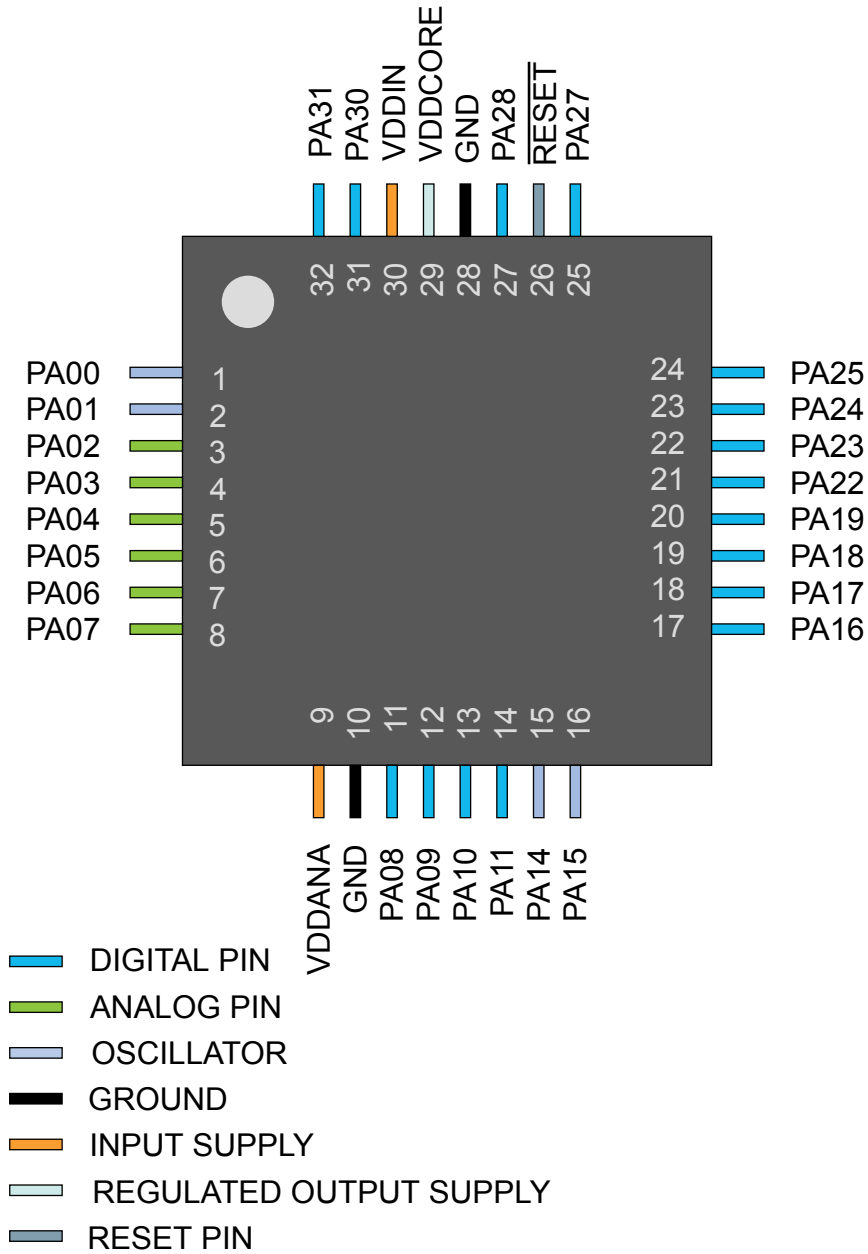 PA31
PA30
VDDIN
VDDCORE
GND
PA28
RESET
PA27
32
31
30
29
28
27
26
25
PA00
1
24
PA25
PA01
2
23
PA24
PA02
3
22
PA23
PA03
4
21
PA22
PA04
5
20
PA19
PA05
6
19
PA18
PA06
7
18
PA17
PA07
8
17
PA16
9
10
11
12
13
14
15
16
VDDANA
GND
PA08
PA09
PA10
PA11
PA14
PA15
DIGITAL PIN
ANALOG PIN
OSCILLATOR
GROUND
INPUT SUPPLY
REGULATED OUTPUT SUPPLY
RESET PIN